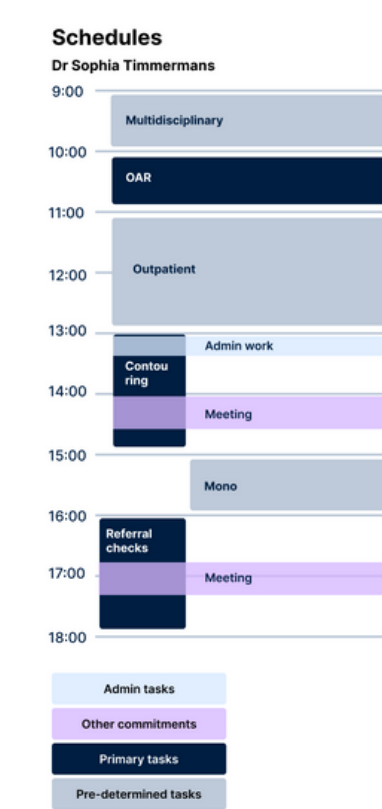 Schedules
Dr Sophia Timmermans
9:00
Multidisciplinary
10:00
OAR
11:00
Outpatient
12:00
13:00
Admin work
Contou
ring
14:00
Meeting
15:00
Mono
16:00
Referral
checks
17:00
Meeting
18:00
Admin tasks
Other commitments
Primary tasks
Pre-determined tasks